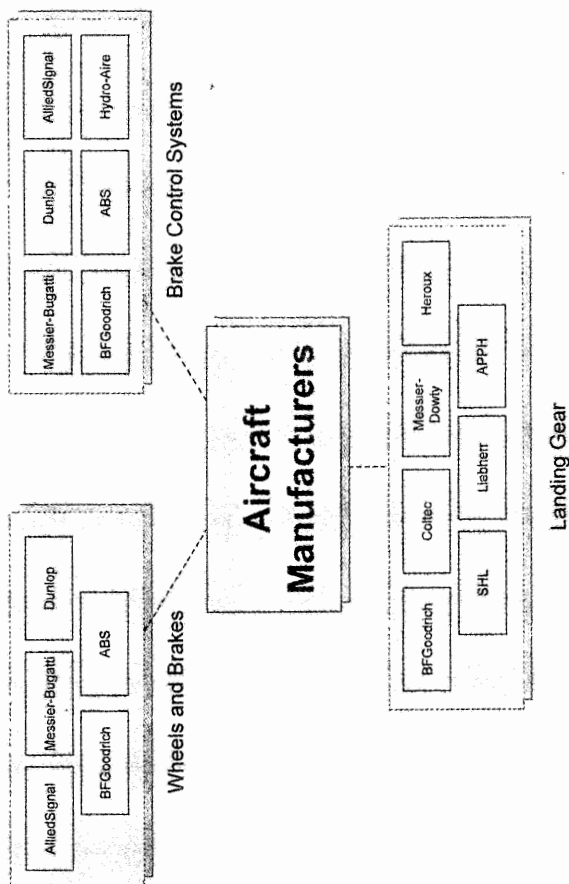 AlliedSignal
Messier-Bugatti
Dunlop
BFGoodrich
ABS
Wheels and Brakes
Messier-Bugatti
Dunlop
AlliedSignal
BFGoodrich
ABS
Hydro-Aire
Brake Control Systems
Aircraft
Manufacturers
BFGoodrich
Coltec
Messier-
Dowty
Heroux
SHL
Liabherr
APPH
Landing Gear